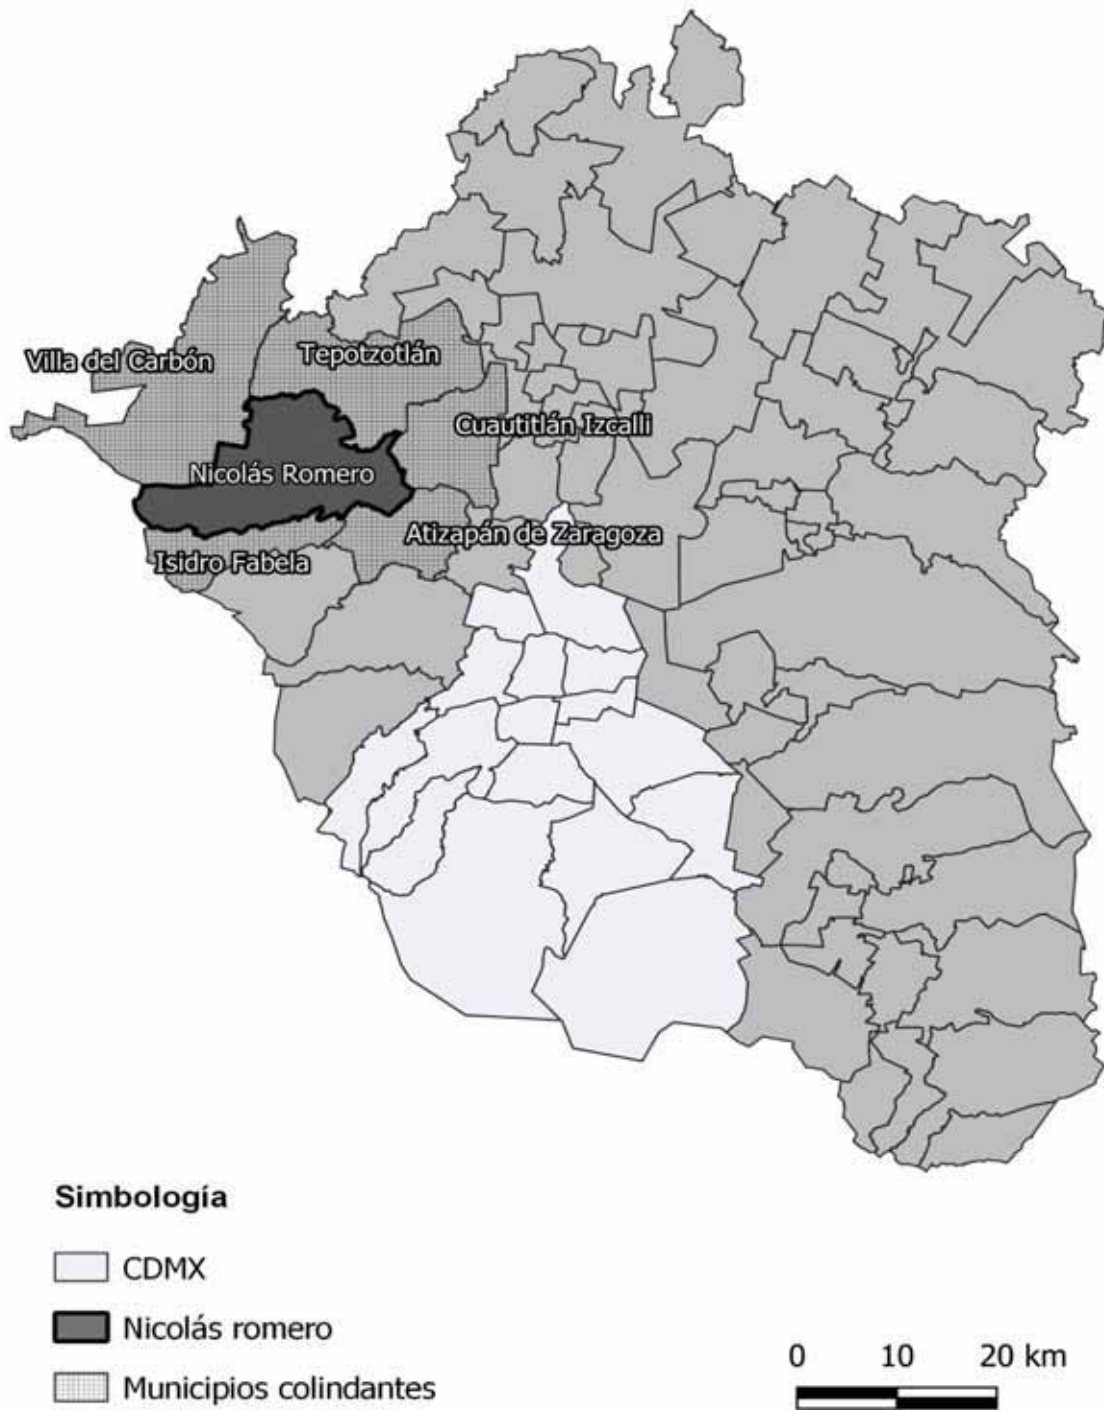 Villa del Carbón
Tepotzotlán
Cuautitlán Izcalli
Nicolás Romero
Atizapán de Zaragoza
Isidro Fabela
Simbología
CDMX
Nicolás romero
Municipios colindantes
0 10 20 km